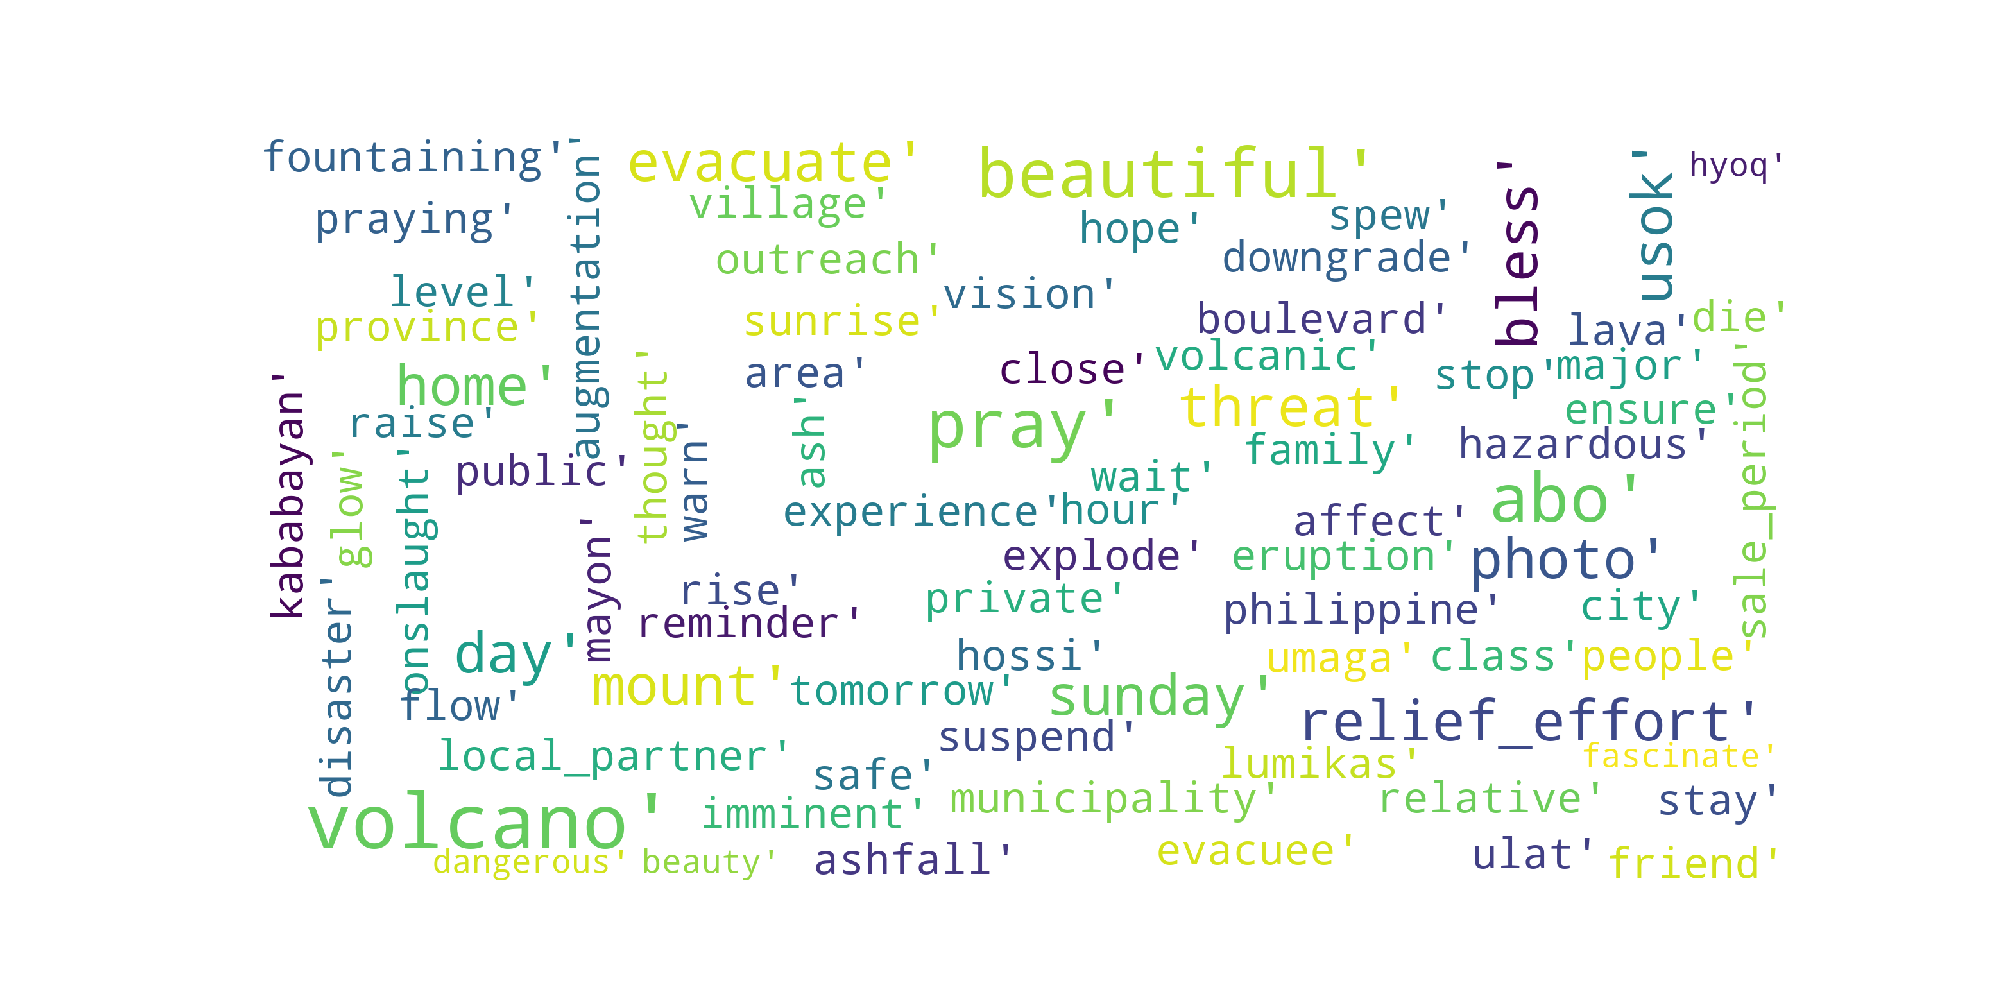 fountaining'
augmentation'
evacuate'
beautiful'
bless'
usok'
hyoq'
praying'
village'
hope'
spew'
outreach'
downgrade'
level'
vision'
province'
sunrise'
boulevard'
lava'
die'
home'
thought'
area'
close'
volcanic'
stop'
major'
sale_period'
kababayan'
raise'
warn'
ash'
pray'
threat'
ensure'
glow'
onslaught'
public'
wait'
family'
hazardous'
experience'
hour'
affect'
abo'
mayon'
explode'
eruption'
photo'
disaster'
rise'
reminder'
private'
philippine'
city'
day'
hossi'
umaga'
class'
people'
flow'
mount'
tomorrow'
sunday'
relief_effort'
local_partner'
safe'
suspend'
lumikas'
fascinate'
volcano'
imminent'
municipality'
relative'
stay'
dangerous'
beauty'
ashfall'
evacuee'
ulat'
friend'